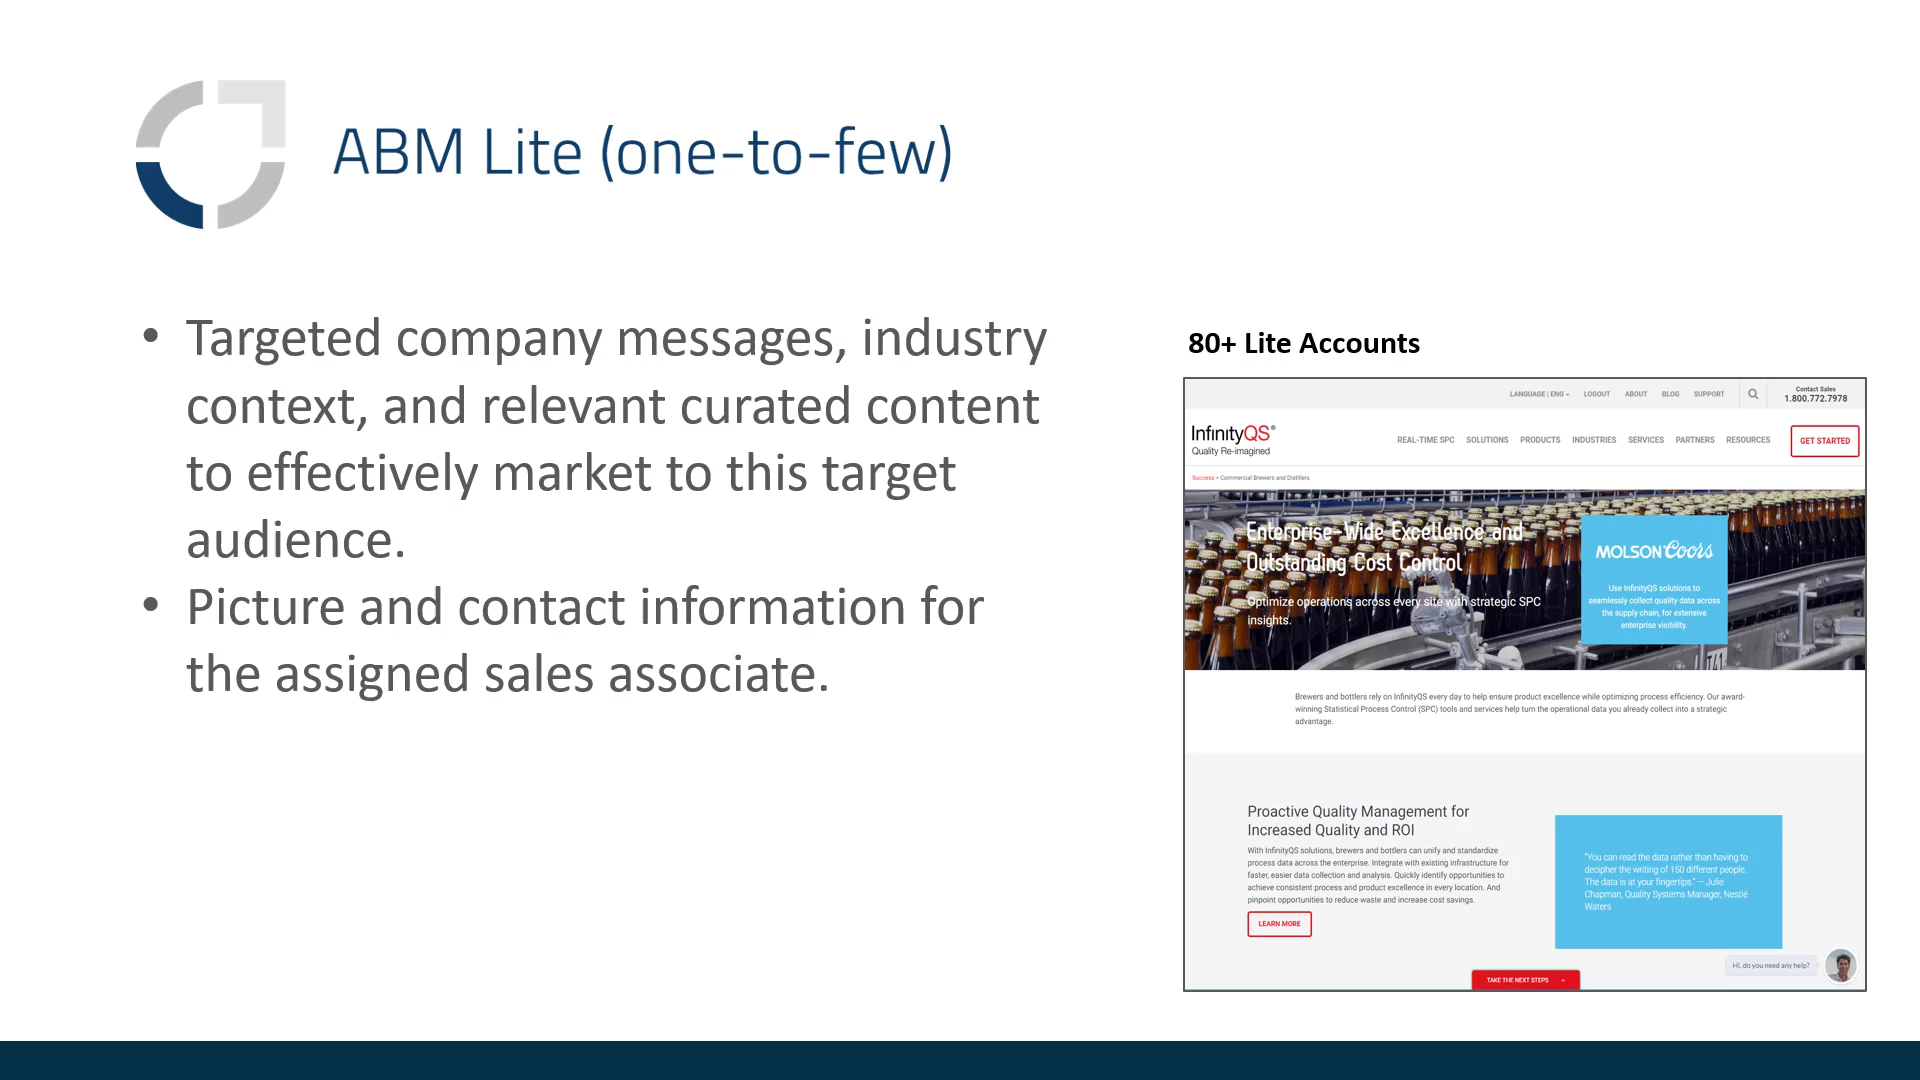 ABM Lite (one-to-few)
• Targeted company messages, industry
context, and relevant curated content
to effectively market to this target
audience.
• Picture and contact information for
the assigned sales associate.
80+ Lite Accounts
LANGUAGE | ENG LOGOUT ABOUT BLOG SUPPORT
Contact Sales
1.800.772.7978
InfinityQS®
Quality Re-imagined
REAL-TIME SPC SOLUTIONS PRODUCTS INDUSTRIES SERVICES PARTNERS RESOURCES
GET STARTED
Success > Commercial Brewers and Distillers
Enterprise-Wide Excellence and
Outstanding Cost Control
Optimize operations across every site with strategic SPC
insights.
MOLSON Coors
Use InfinityQS solutions to
seamlessly collect quality data across
the supply chain, for extensive
enterprise visibility.
T41
Brewers and bottlers rely on InfinityQS every day to help ensure product excellence while optimizing process efficiency. Our award-
winning Statistical Process Control (SPC) tools and services help turn the operational data you already collect into a strategic
advantage.
Proactive Quality Management for
Increased Quality and ROI
With InfinityQS solutions, brewers and bottlers can unify and standardize
process data across the enterprise. Integrate with existing infrastructure for
faster, easier data collection and analysis. Quickly identify opportunities to
achieve consistent process and product excellence in every location. And
pinpoint opportunities to reduce waste and increase cost savings.
LEARN MORE
"You can read the data rather than having to
decipher the writing of 150 different people.
The data is at your fingertips." — Julie
Chapman, Quality Systems Manager, Nestlé
Waters
Hi, do you need any help?
TAKE THE NEXT STEPS